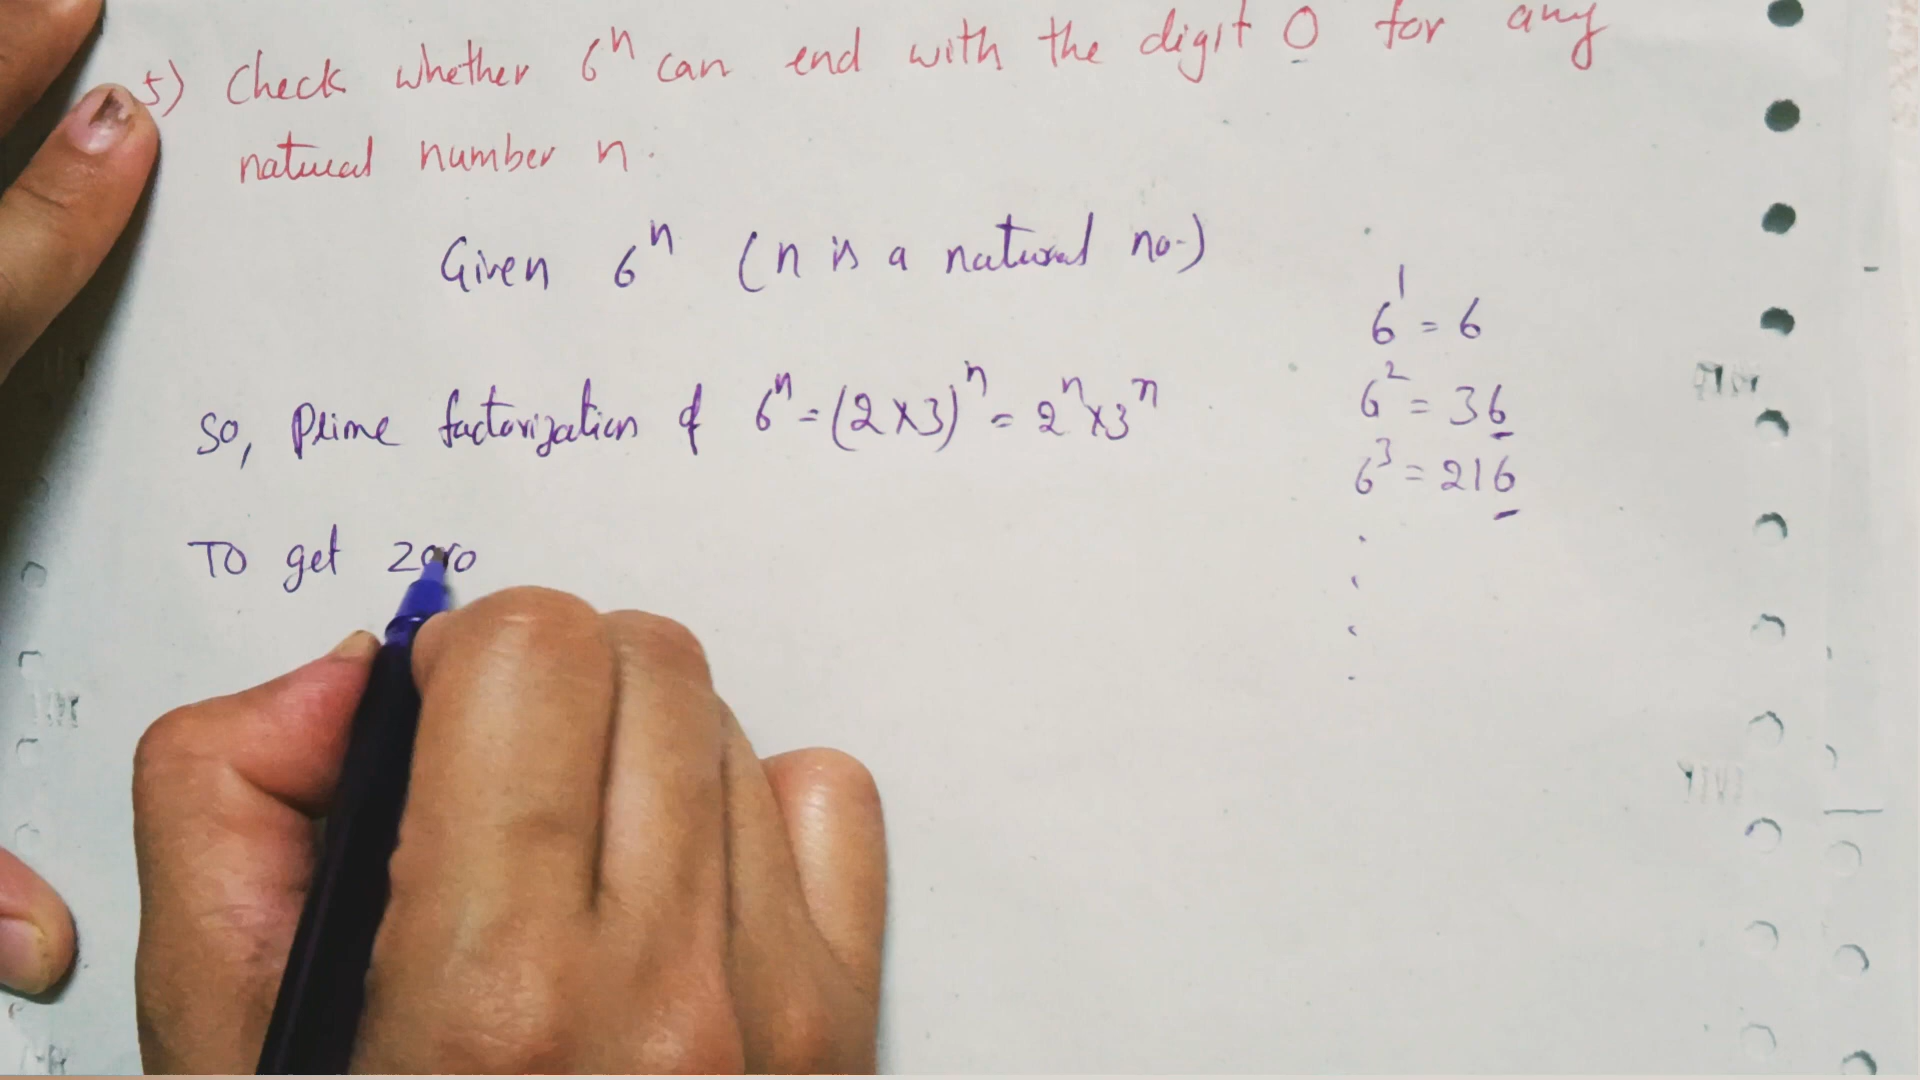 5) Check whether 6ⁿ can end with the digit 0 for any
natural number n.
Given 6ⁿ (n is a natural no.)
So, Prime factorization of 6ⁿ = (2×3)ⁿ = 2ⁿ×3ⁿ
To get zero
6¹ = 6
6² = 36
6³ = 216